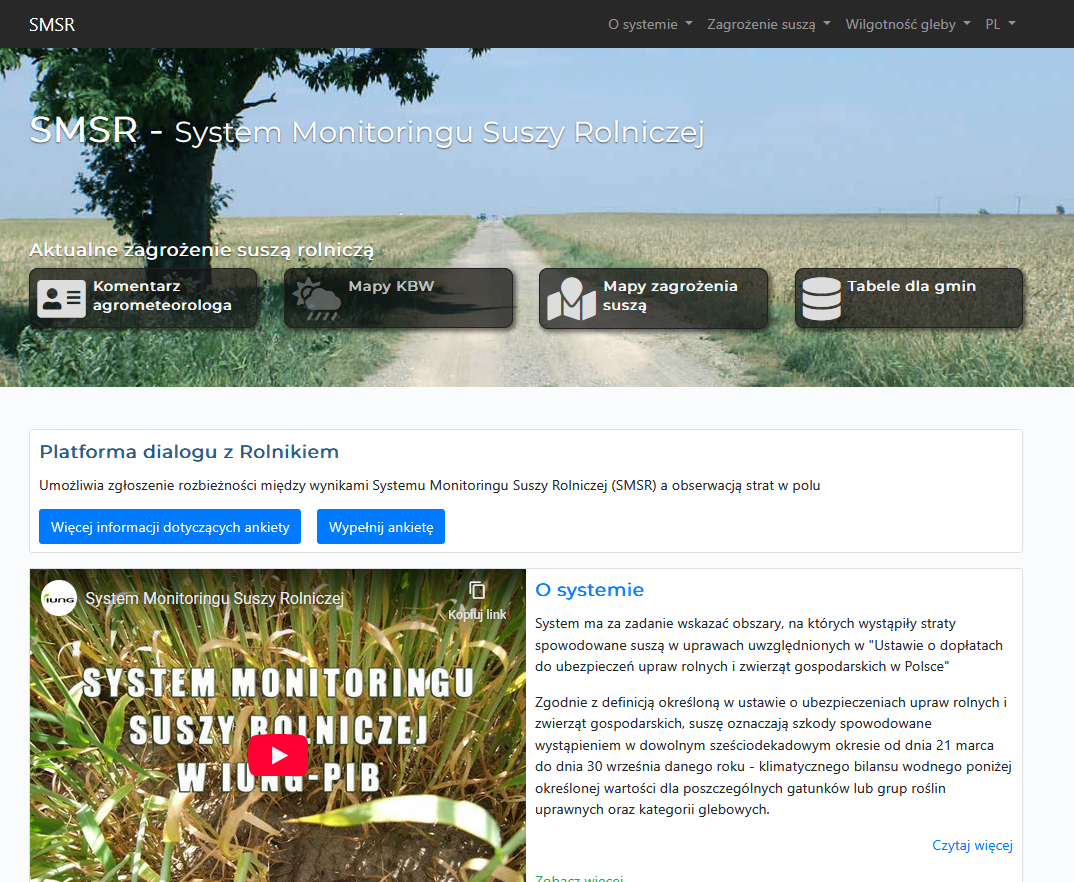 SMSR
O systemie
Zagrożenie suszą
Wilgotność gleby
PL
SMSR - System Monitoringu Suszy Rolniczej
Aktualne zagrożenie suszą rolniczą
Komentarz
agrometeorologa
Mapy KBW
Mapy zagrożenia
suszą
Tabele dla gmin
Platforma dialogu z Rolnikiem
Umożliwia zgłoszenie rozbieżności między wynikami Systemu Monitoringu Suszy Rolniczej (SMSR) a obserwacją strat w polu
Więcej informacji dotyczących ankiety
Wypełnij ankietę
IUNG
System Monitoringu Suszy Rolniczej
Kopiuj link
SYSTEM MONITORINGU
SUSZY ROLNICZEJ
W IUNG-PIB
O systemie
System ma za zadanie wskazać obszary, na których wystąpiły straty
spowodowane suszą w uprawach uwzględnionych w "Ustawie o dopłatach
do ubezpieczeń upraw rolnych i zwierząt gospodarskich w Polsce"
Zgodnie z definicją określoną w ustawie o ubezpieczeniach upraw rolnych i
zwierząt gospodarskich, suszę oznaczają szkody spowodowane
wystąpieniem w dowolnym sześciodekadowym okresie od dnia 21 marca
do dnia 30 września danego roku - klimatycznego bilansu wodnego poniżej
określonej wartości dla poszczególnych gatunków lub grup roślin
uprawnych oraz kategorii glebowych.
Czytaj więcej
Zobacz więcej